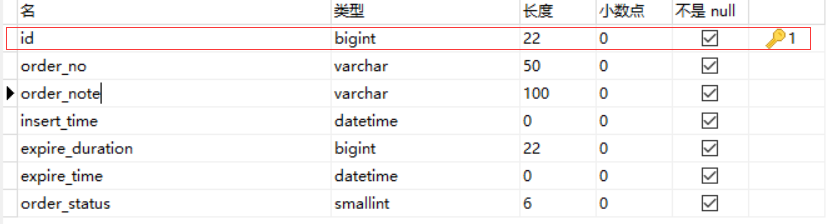 名 类型 长度 小数点 不是 null
id bigint 22 0 1
order_no varchar 50 0
order_note varchar 100 0
insert_time datetime 0 0
expire_duration bigint 22 0
expire_time datetime 0 0
order_status smallint 6 0